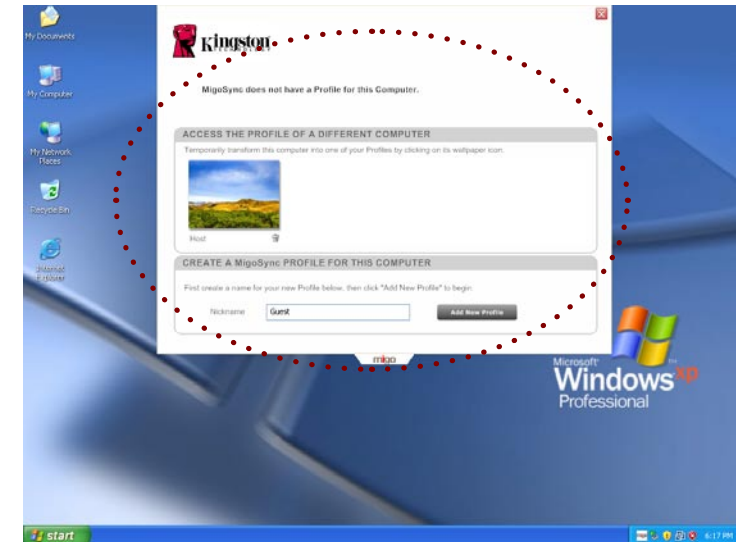 My Documents
My Computer
My Network
Places
Recycle Bin
Internet
Explorer
Kingston
TECHNOLOGY
MigoSync does not have a Profile for this Computer.
ACCESS THE PROFILE OF A DIFFERENT COMPUTER
Temporarily transform this computer into one of your Profiles by clicking on its wallpaper icon.
Host
CREATE A MigoSync PROFILE FOR THIS COMPUTER
First create a name for your new Profile below, then click "Add New Profile" to begin.
Nickname
Guest
Add New Profile
migo
Microsoft
Windows xp
Professional
start
6:17 PM